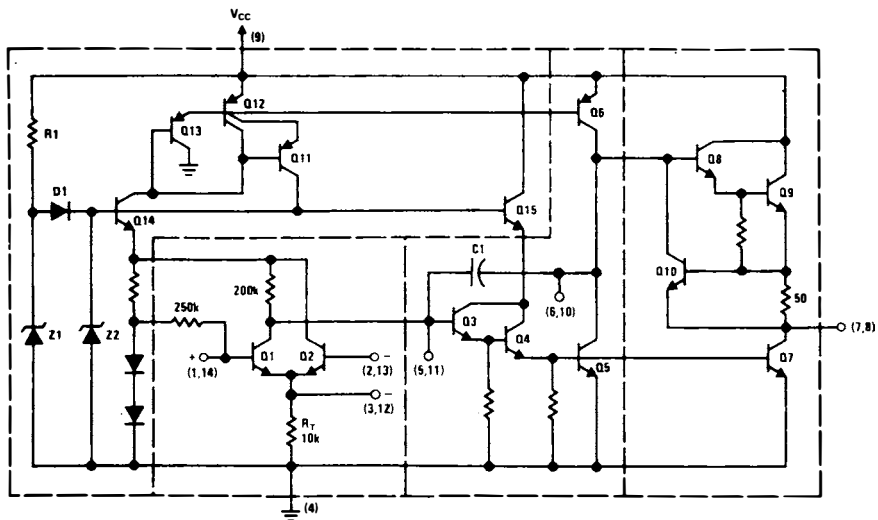 VCC
(9)
Q12
Q6
Q13
R1
Q11
Q8
Q9
D1
Q14
Q15
C1
Q10
200k
(6,10)
50
250k
Q3
(7,8)
Z1
Z2
+
Q1
Q2
−
Q4
(1,14)
(2,13)
(5,11)
Q5
Q7
−
(3,12)
RT
10k
(4)